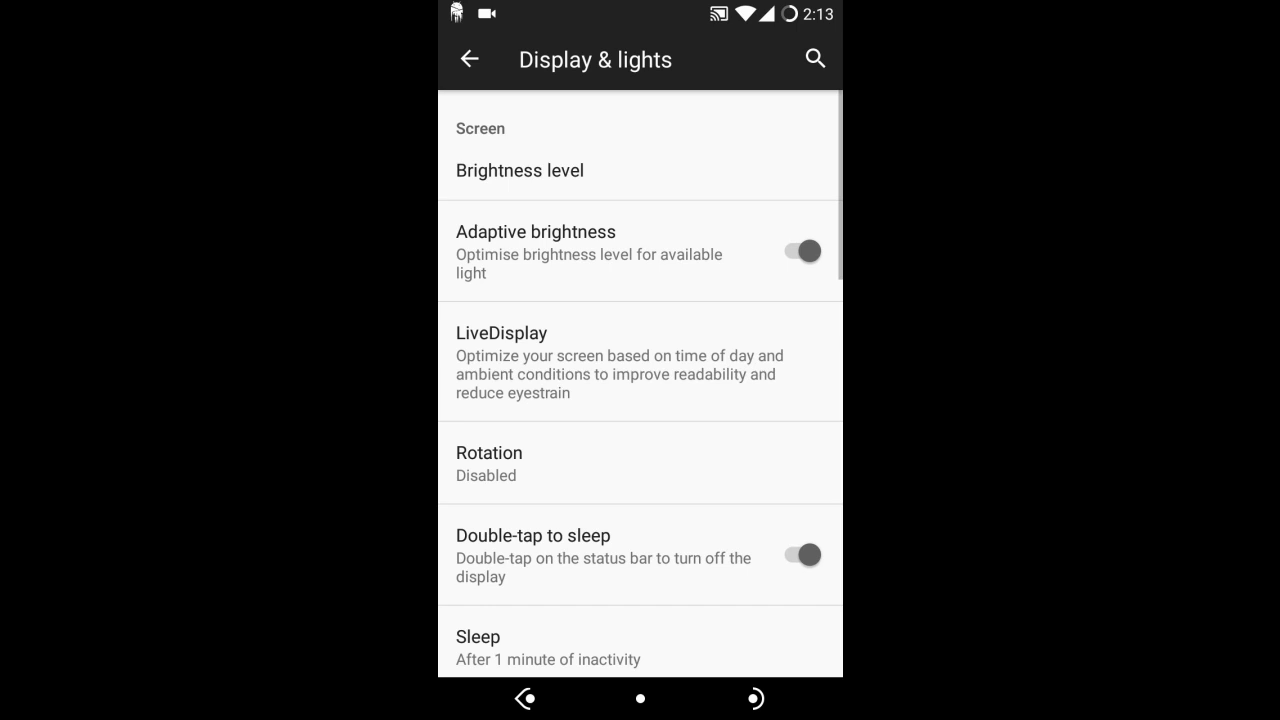 2:13
Display & lights
Screen
Brightness level
Adaptive brightness
Optimise brightness level for available
light
LiveDisplay
Optimize your screen based on time of day and
ambient conditions to improve readability and
reduce eyestrain
Rotation
Disabled
Double-tap to sleep
Double-tap on the status bar to turn off the
display
Sleep
After 1 minute of inactivity